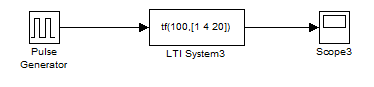 tf(100,[1 4 20])
Pulse
Generator
LTI System3
Scope3